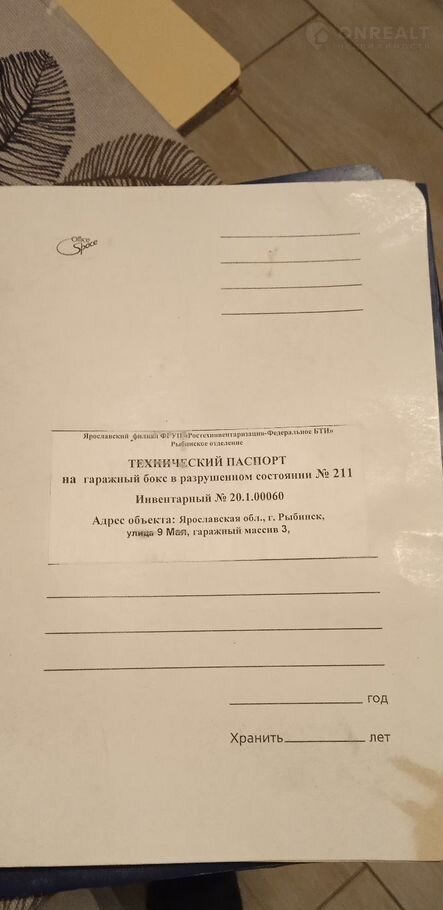 ONREALT
НЕДВИЖИМОСТЬ
Office
Space
Ярославский филиал ФГУП «Ростехинвентаризация-Федеральное БТИ»
Рыбинское отделение
ТЕХНИЧЕСКИЙ ПАСПОРТ
на гаражный бокс в разрушенном состоянии № 211
Инвентарный № 20.1.00060
Адрес объекта: Ярославская обл., г. Рыбинск,
улица 9 Мая, гаражный массив 3,
год
Хранить лет